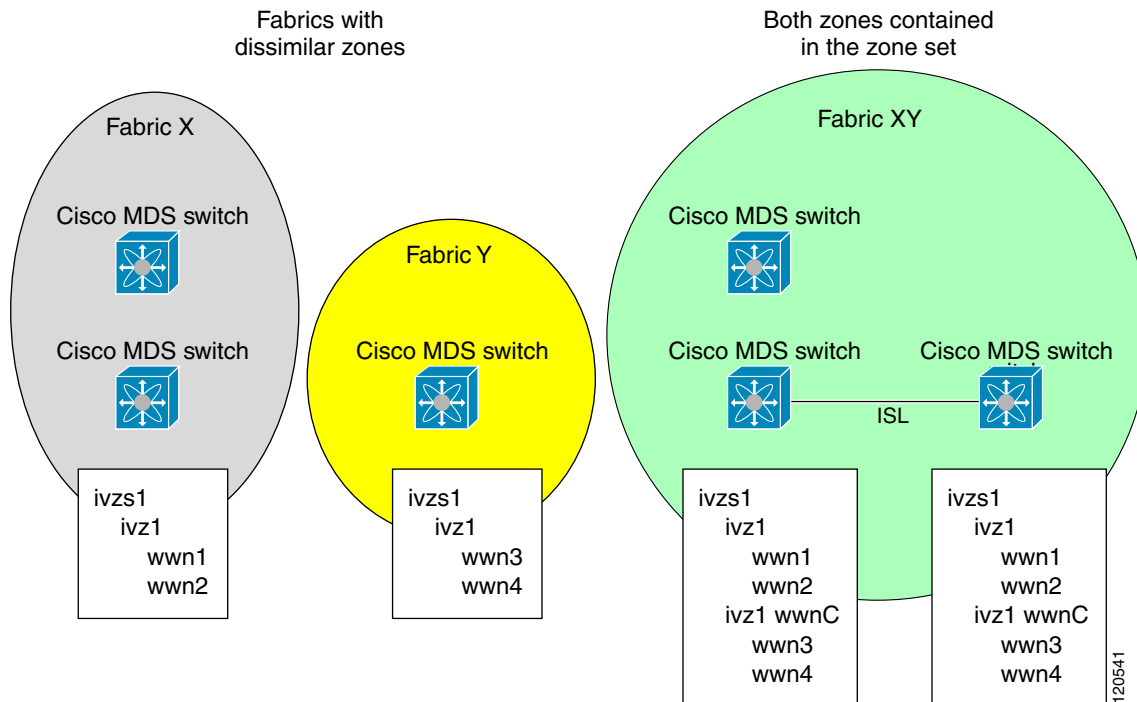 Fabrics with
dissimilar zones
Both zones contained
in the zone set
Fabric X
Cisco MDS switch
Cisco MDS switch
ivzs1
ivz1
wwn1
wwn2
Fabric Y
Cisco MDS switch
ivzs1
ivz1
wwn3
wwn4
Fabric XY
Cisco MDS switch
Cisco MDS switch
Cisco MDS switch
ISL
ivzs1
ivz1
wwn1
wwn2
ivz1 wwnC
wwn3
wwn4
ivzs1
ivz1
wwn1
wwn2
ivz1 wwnC
wwn3
wwn4
120541